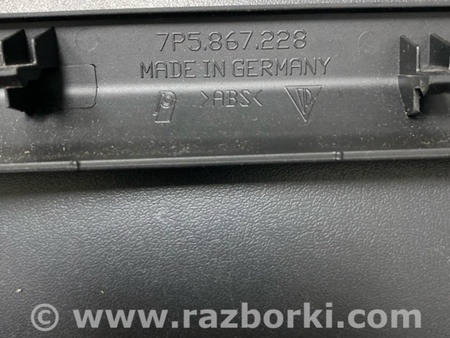 7P5.867.228
MADE IN GERMANY
>ABS<
© www.razborki.com